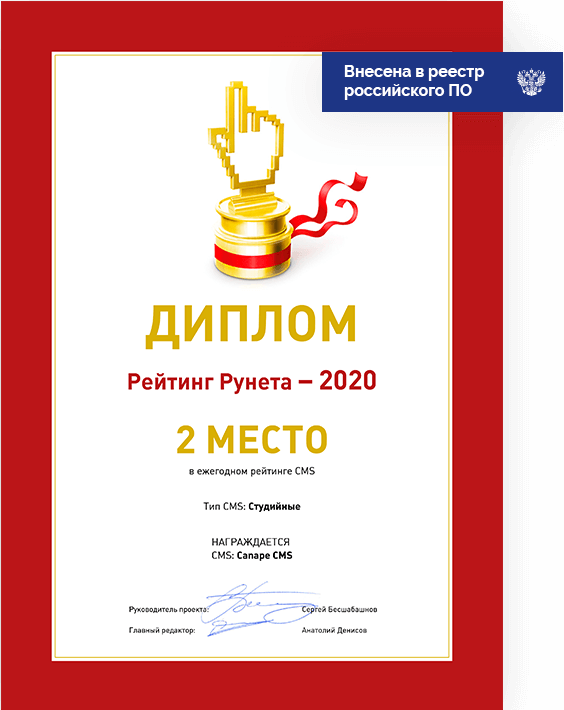 Внесена в реестр
российского ПО
ДИПЛОМ
Рейтинг Рунета – 2020
2 МЕСТО
в ежегодном рейтинге CMS
Тип CMS: Студийные
НАГРАЖДАЕТСЯ
CMS: Canape CMS
Руководитель проекта: Сергей Бесшабашнов
Главный редактор: Анатолий Денисов